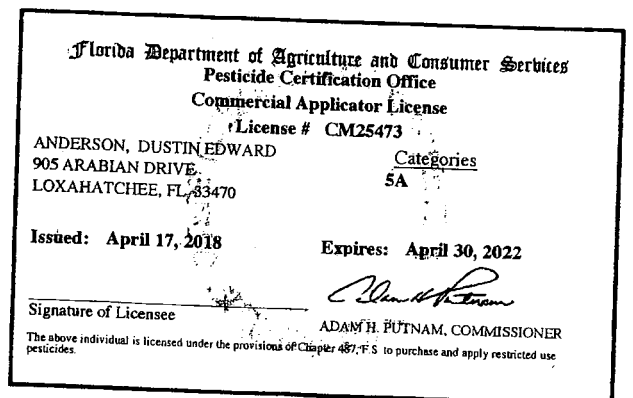 Florida Department of Agriculture and Consumer Services
Pesticide Certification Office
Commercial Applicator License
License # CM25473
ANDERSON, DUSTIN EDWARD
905 ARABIAN DRIVE
LOXAHATCHEE, FL 33470
Categories
5A
Issued: April 17, 2018
Expires: April 30, 2022
Signature of Licensee
ADAM H. PUTNAM, COMMISSIONER
The above individual is licensed under the provisions of Chapter 487, F.S to purchase and apply restricted use
pesticides.